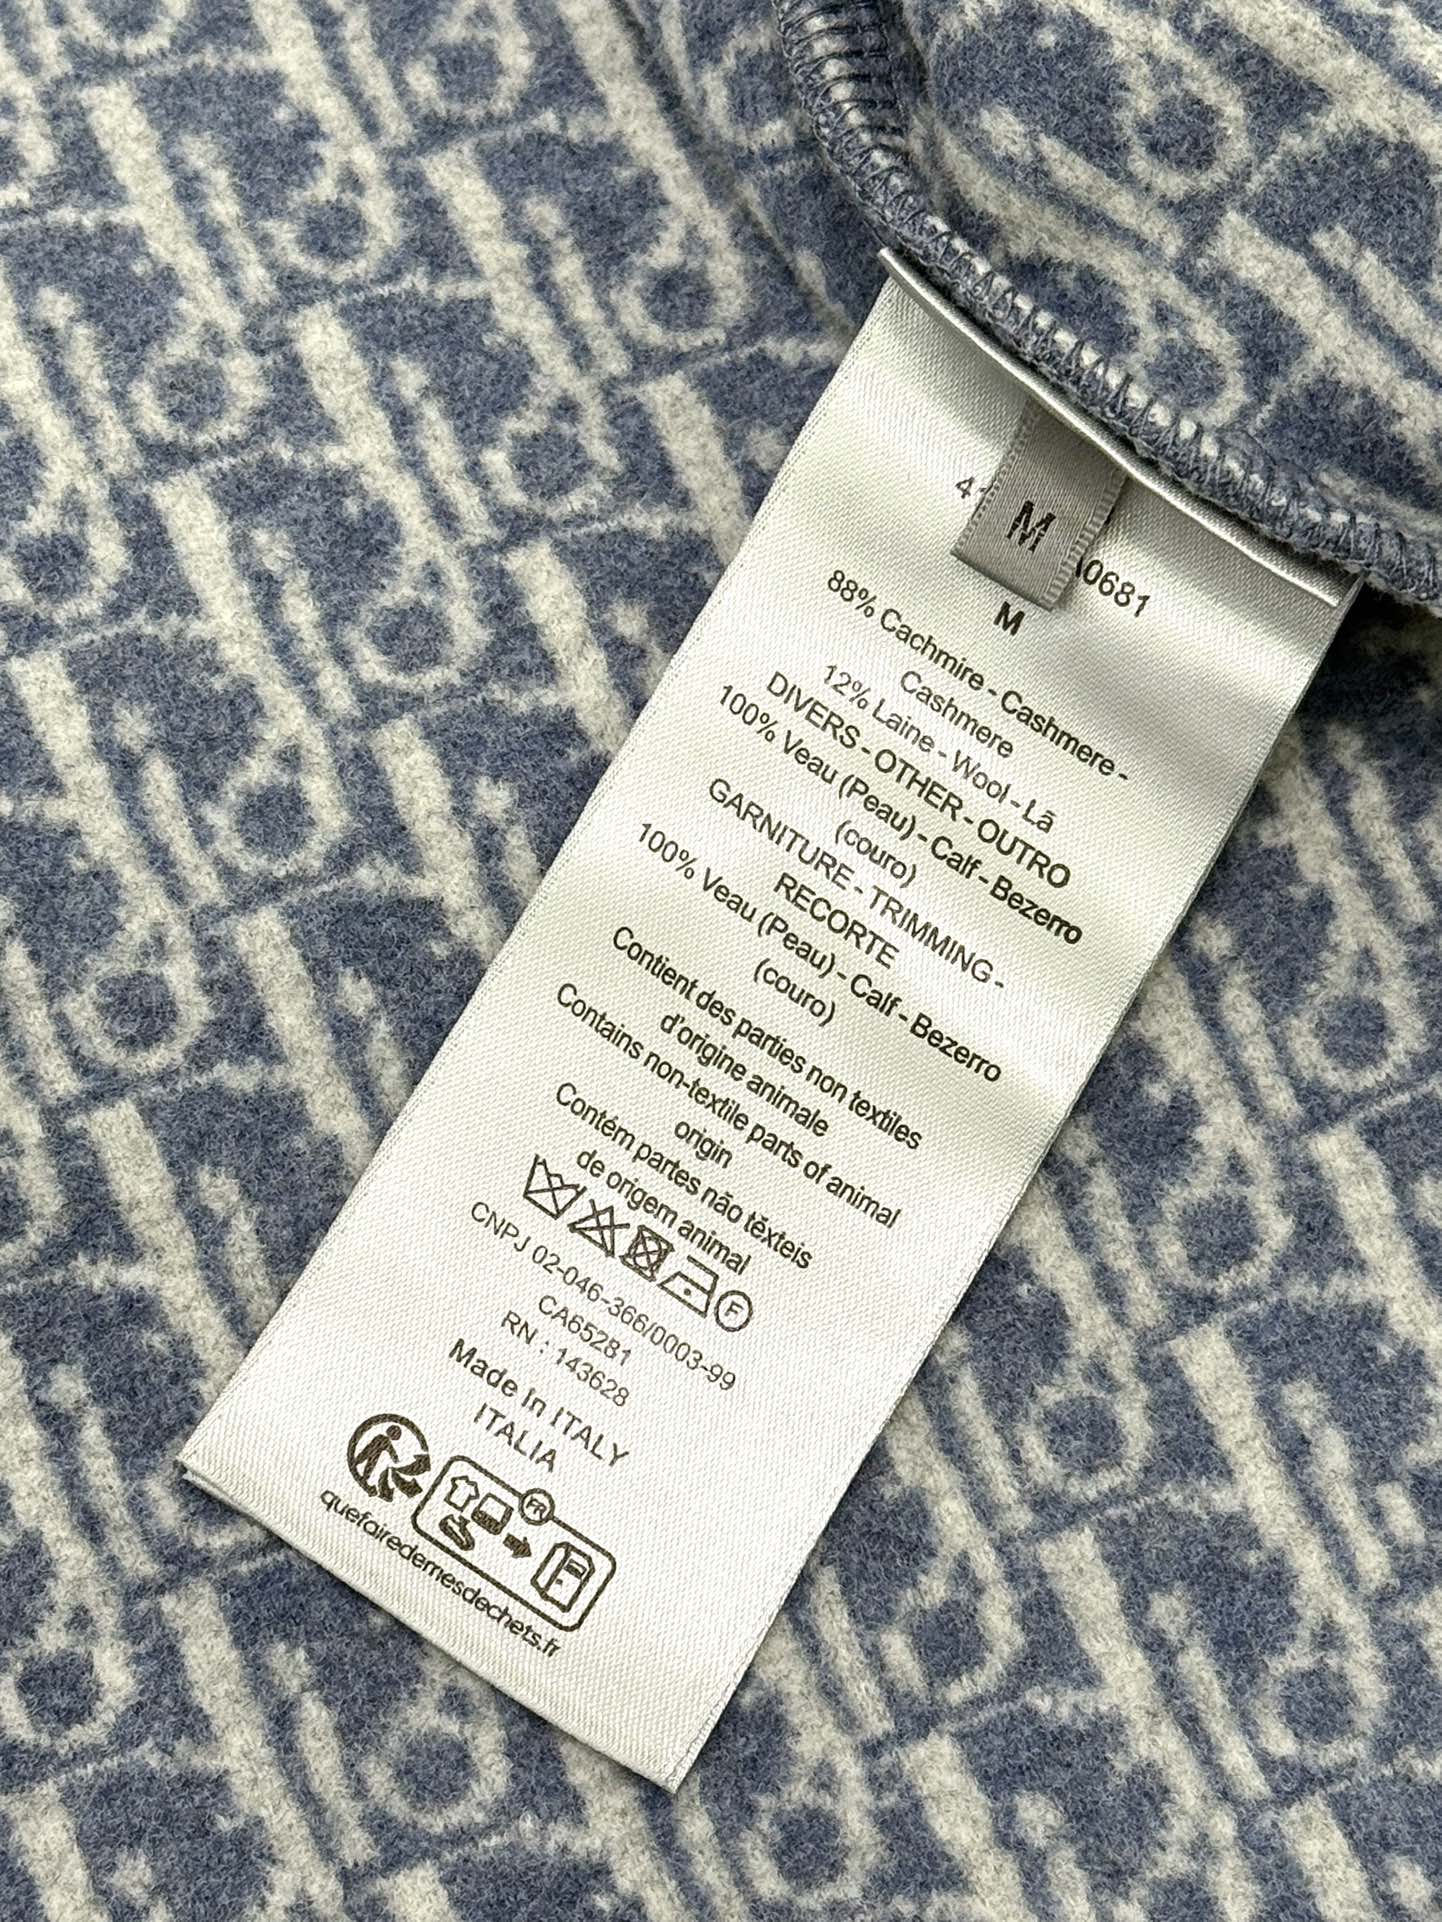 M
0681
M
88% Cachmire - Cashmere -
Cashmere
12% Laine - Wool - Lã
DIVERS - OTHER - OUTRO
100% Veau (Peau) - Calf - Bezerro
(couro)
GARNITURE - TRIMMING -
RECORTE
100% Veau (Peau) - Calf - Bezerro
(couro)
Contient des parties non textiles
d'origine animale
Contains non-textile parts of animal
origin
Contém partes não tĕxteis
de origem animal
F
CNPJ 02-046-366/0003-99
CA65281
RN : 143628
Made In ITALY
ITALIA
FR
quefairedemesdechets.fr